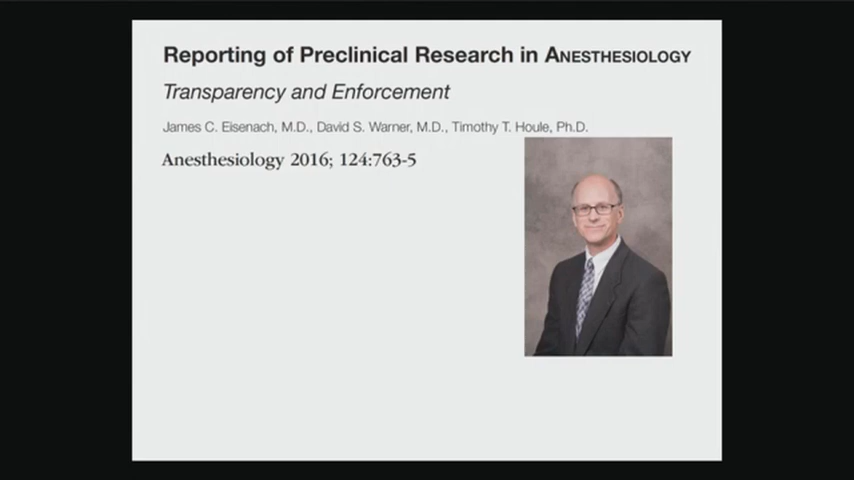 Reporting of Preclinical Research in ANESTHESIOLOGY
Transparency and Enforcement
James C. Eisenach, M.D., David S. Warner, M.D., Timothy T. Houle, Ph.D.
Anesthesiology 2016; 124:763-5